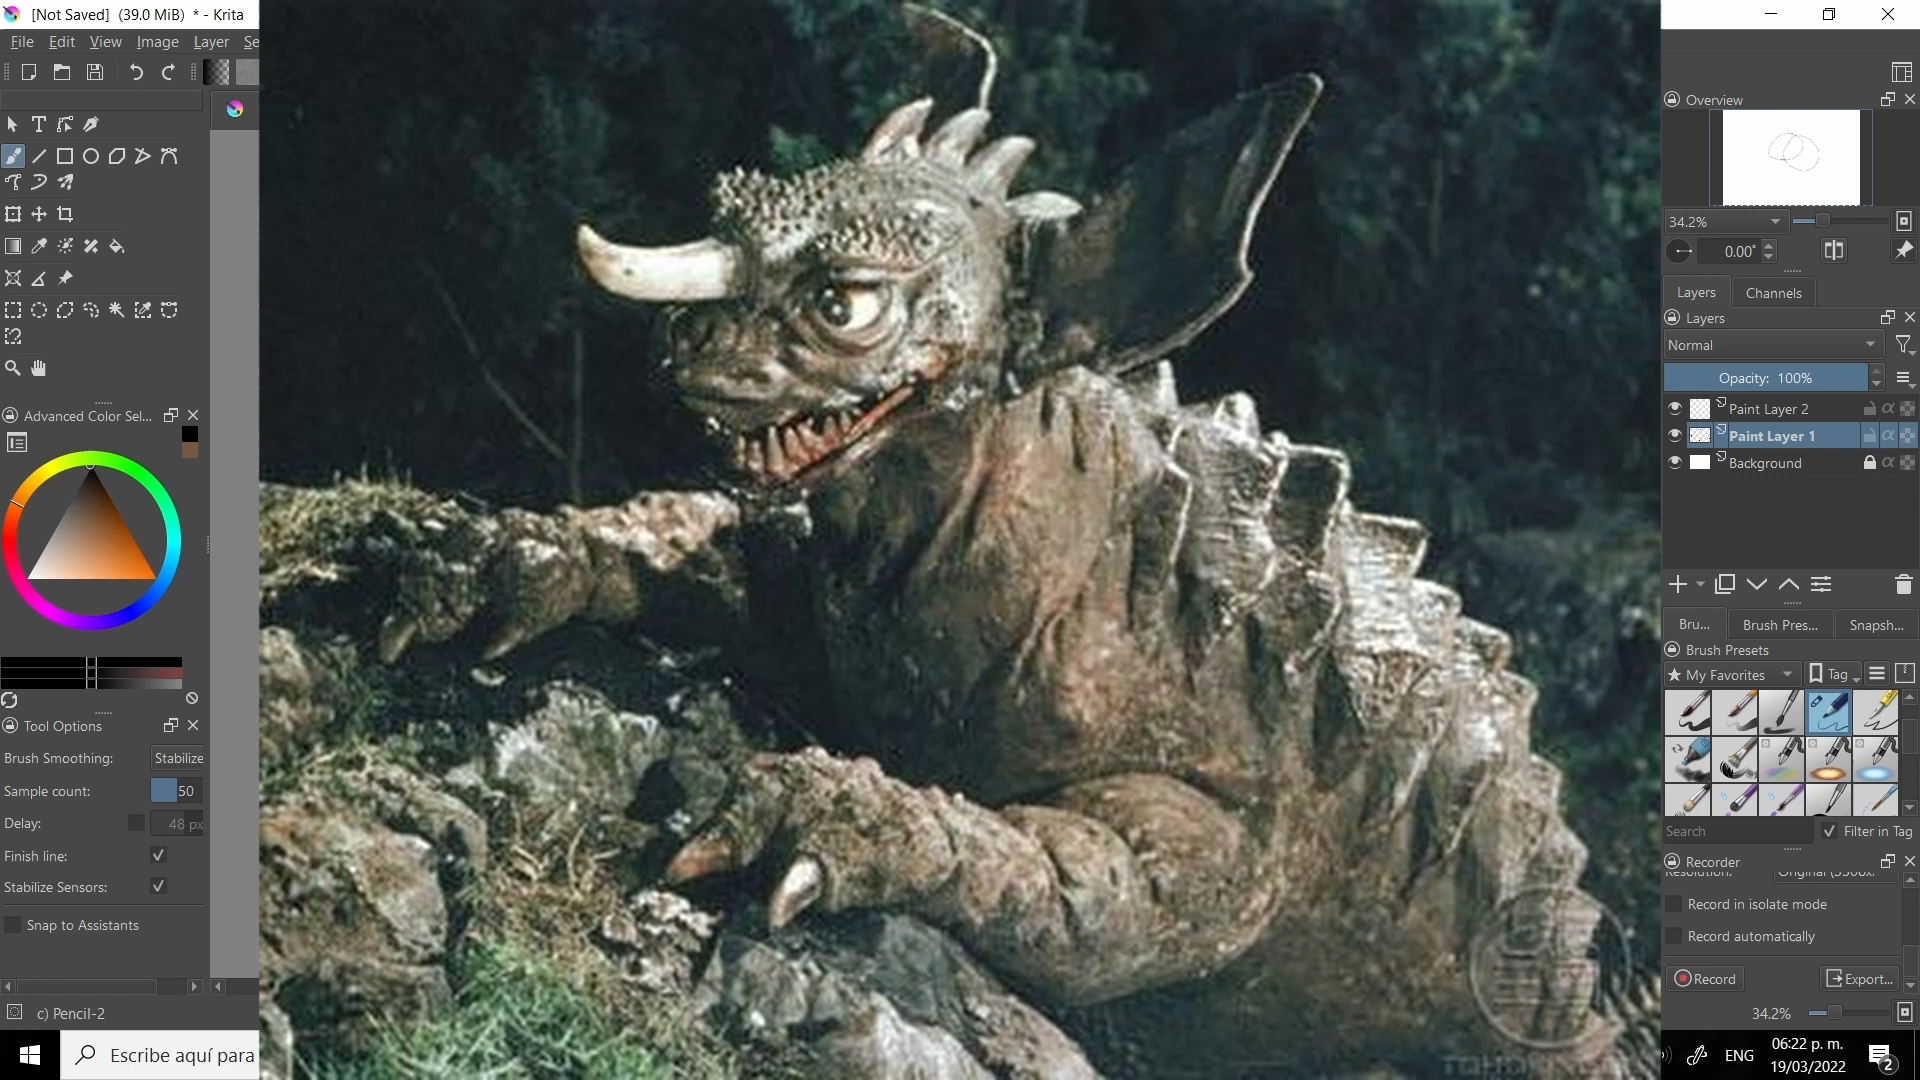 [Not Saved] (39.0 MiB) * - Krita
File Edit View Image Layer Se
Overview
34.2%
0.00°
Layers Channels
Layers
Normal
Opacity: 100%
Paint Layer 2
Paint Layer 1
Background
Advanced Color Sel...
Bru... Brush Pres... Snapsh...
Brush Presets
My Favorites Tag
Search Filter in Tag
Tool Options
Brush Smoothing: Stabilize
Sample count: 50
Delay: 48 px
Finish line:
Stabilize Sensors:
Snap to Assistants
Recorder
Record in isolate mode
Record automatically
Record Export...
c) Pencil-2
34.2%
Escribe aquí para
ENG
06:22 p. m.
19/03/2022
2